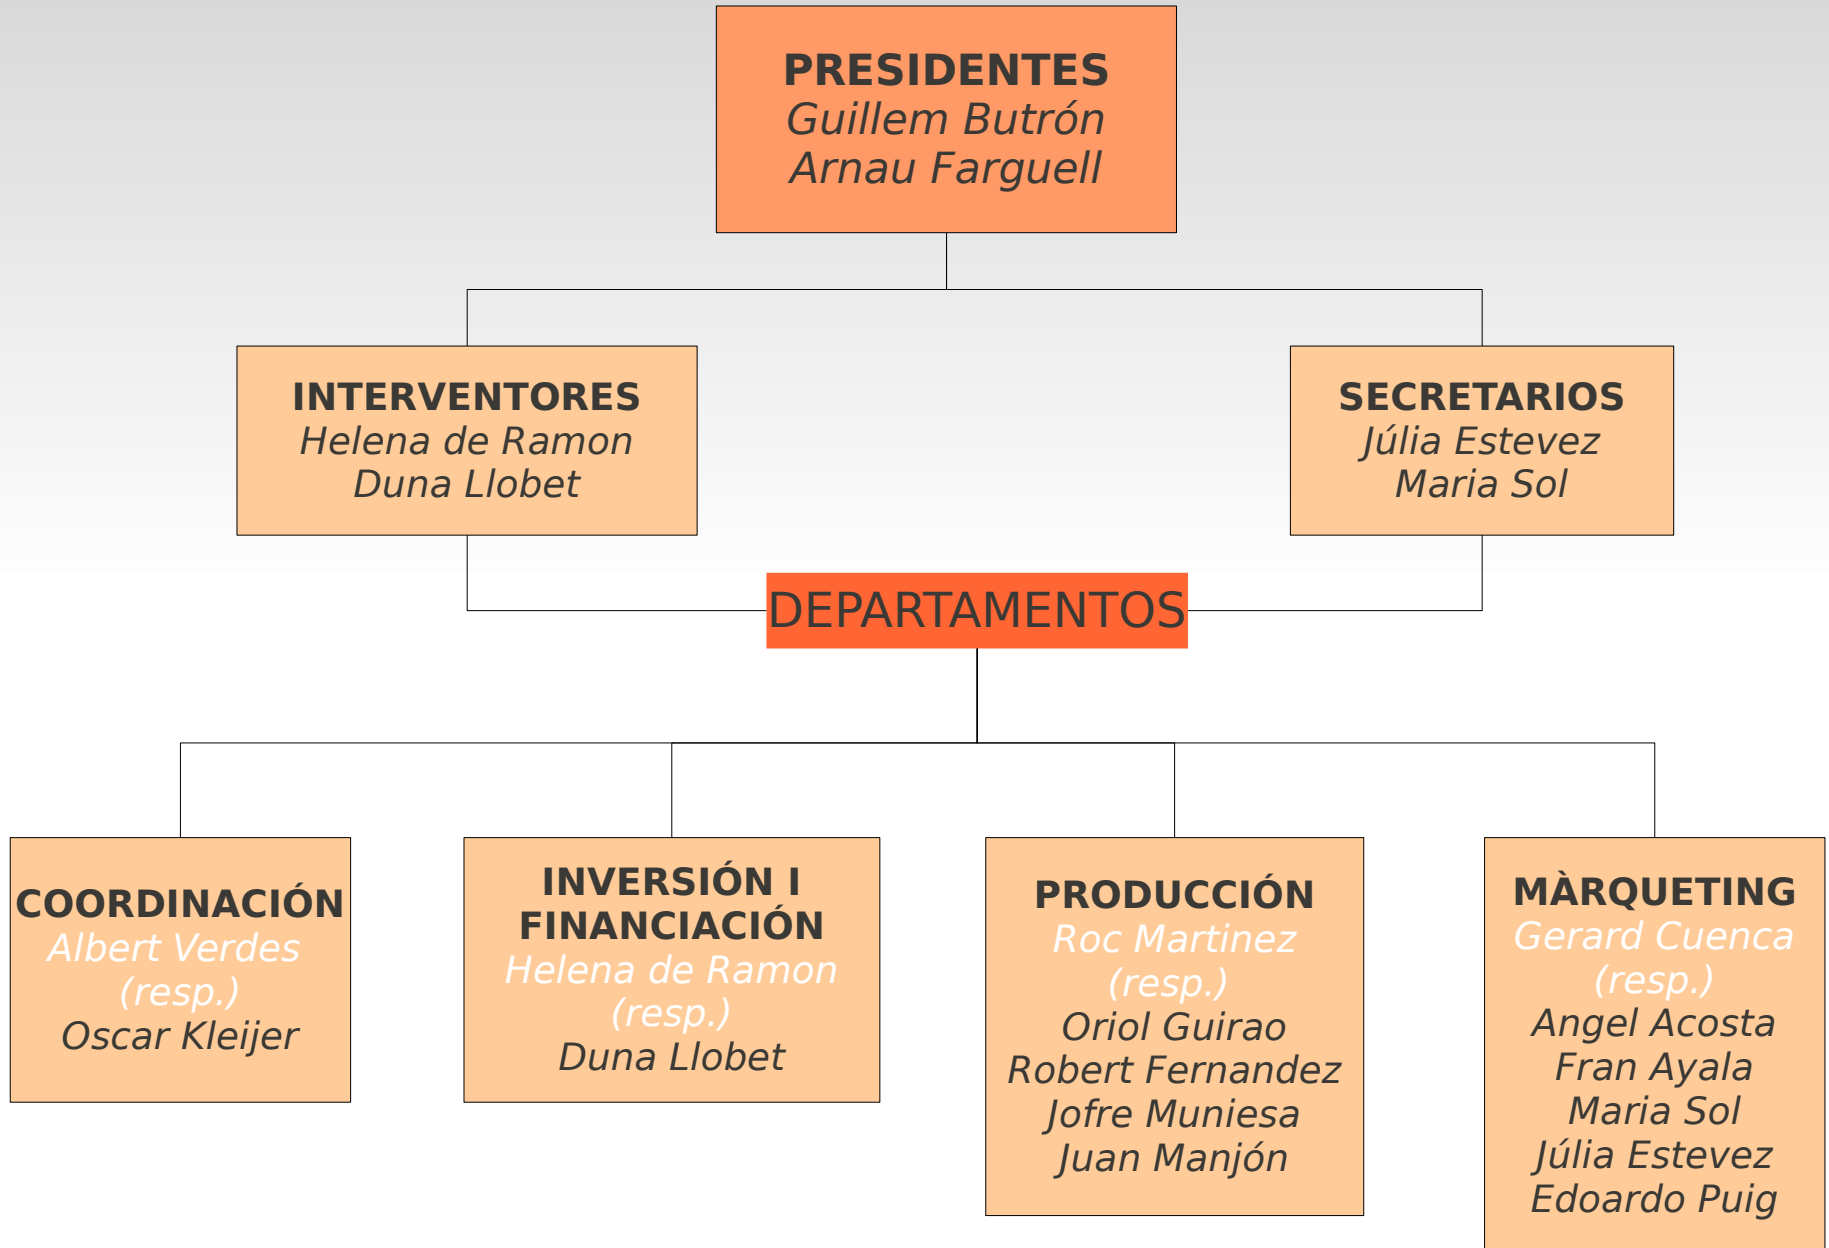 PRESIDENTES
Guillem Butrón
Arnau Farguell
INTERVENTORES
Helena de Ramon
Duna Llobet
SECRETARIOS
Júlia Estevez
Maria Sol
DEPARTAMENTOS
COORDINACIÓN
Albert Verdes
(resp.)
Oscar Kleijer
INVERSIÓN I
FINANCIACIÓN
Helena de Ramon
(resp.)
Duna Llobet
PRODUCCIÓN
Roc Martinez
(resp.)
Oriol Guirao
Robert Fernandez
Jofre Muniesa
Juan Manjón
MÀRQUETING
Gerard Cuenca
(resp.)
Angel Acosta
Fran Ayala
Maria Sol
Júlia Estevez
Edoardo Puig